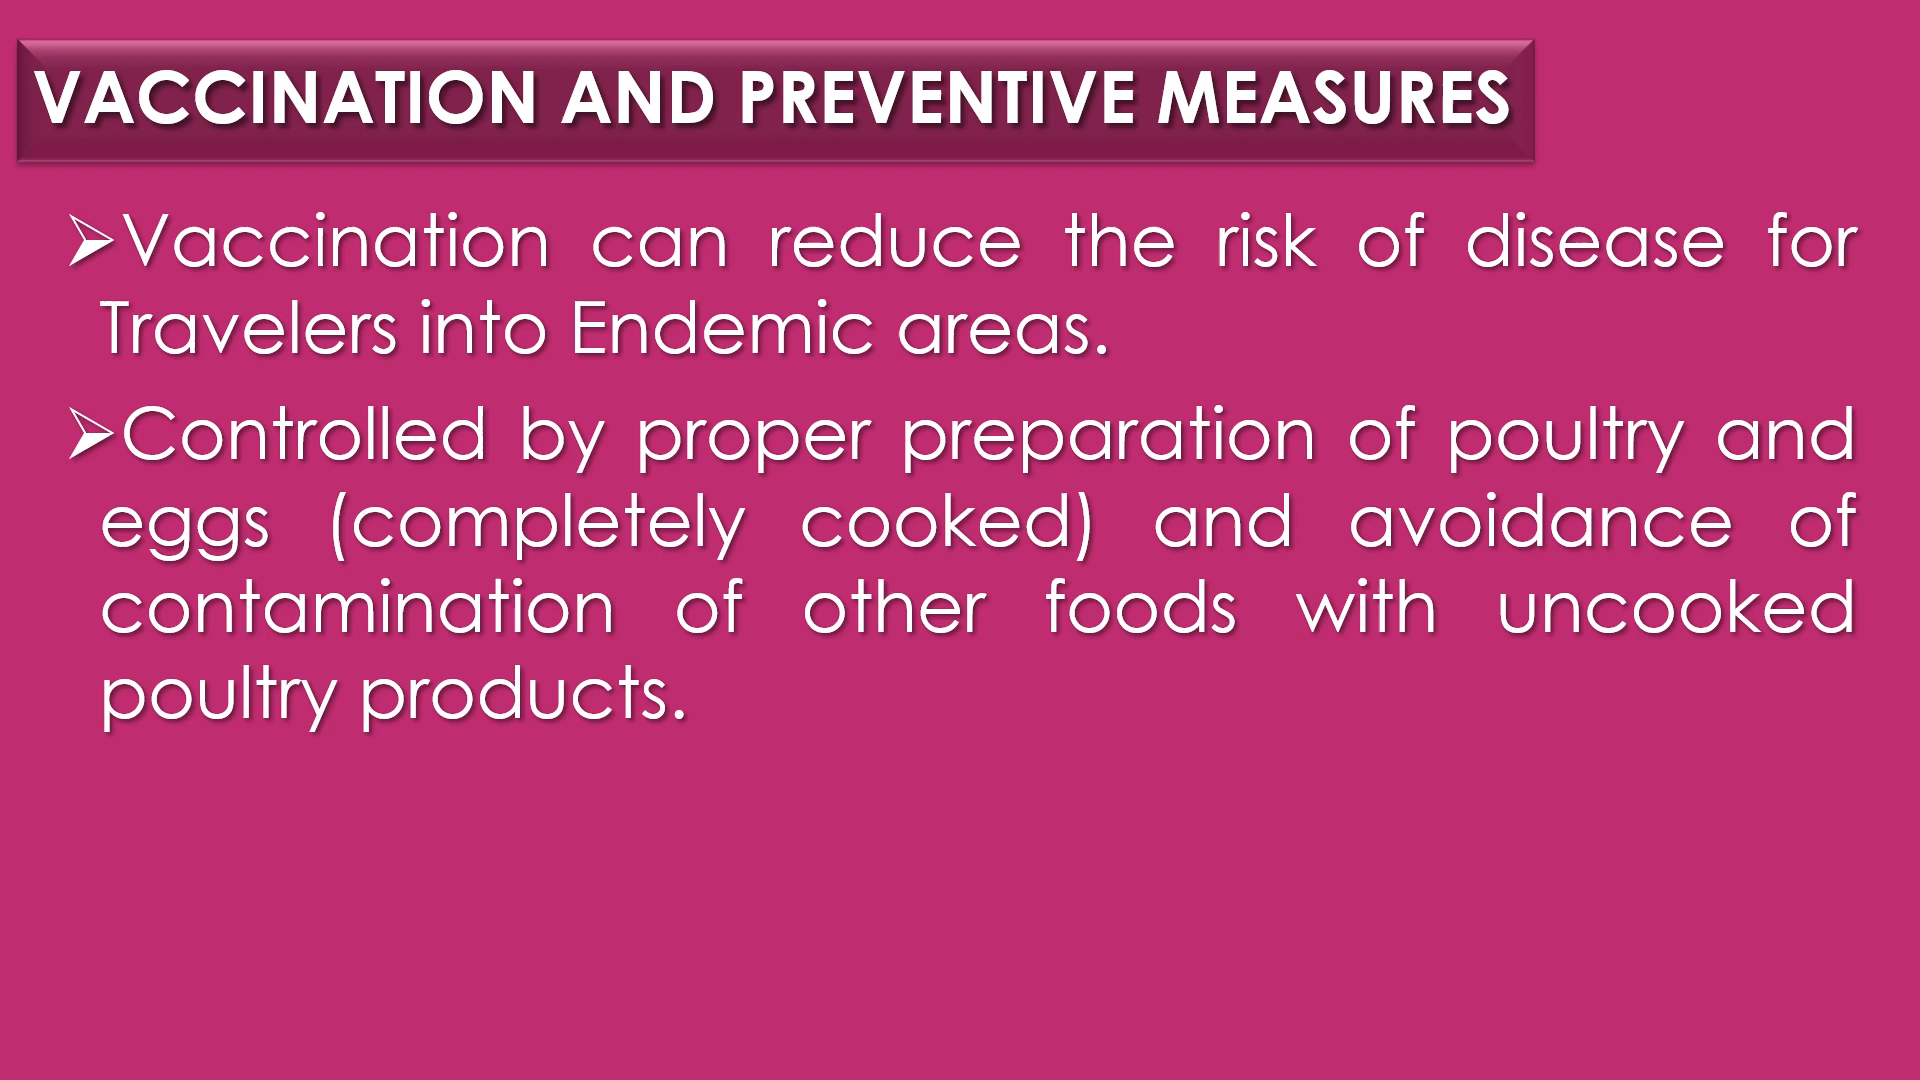 VACCINATION AND PREVENTIVE MEASURES
➢Vaccination can reduce the risk of disease for
Travelers into Endemic areas.
➢Controlled by proper preparation of poultry and
eggs (completely cooked) and avoidance of
contamination of other foods with uncooked
poultry products.